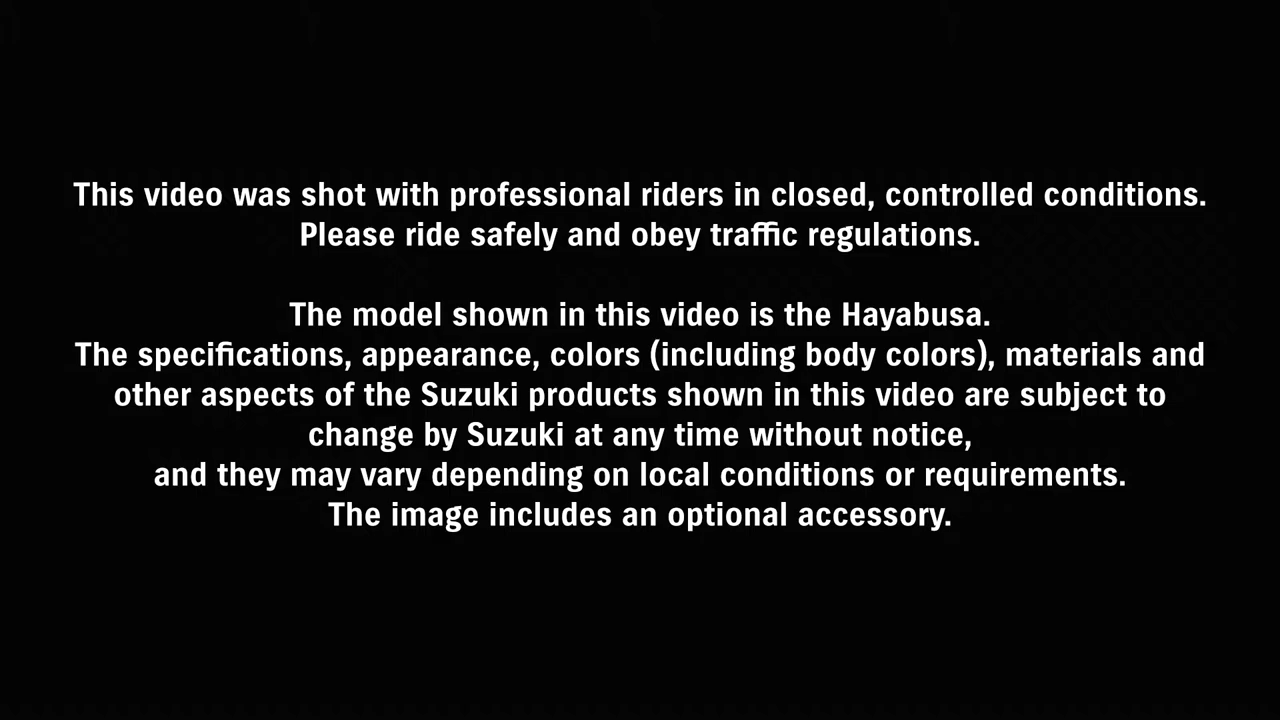 This video was shot with professional riders in closed, controlled conditions.
Please ride safely and obey traffic regulations.
The model shown in this video is the Hayabusa.
The specifications, appearance, colors (including body colors), materials and
other aspects of the Suzuki products shown in this video are subject to
change by Suzuki at any time without notice,
and they may vary depending on local conditions or requirements.
The image includes an optional accessory.